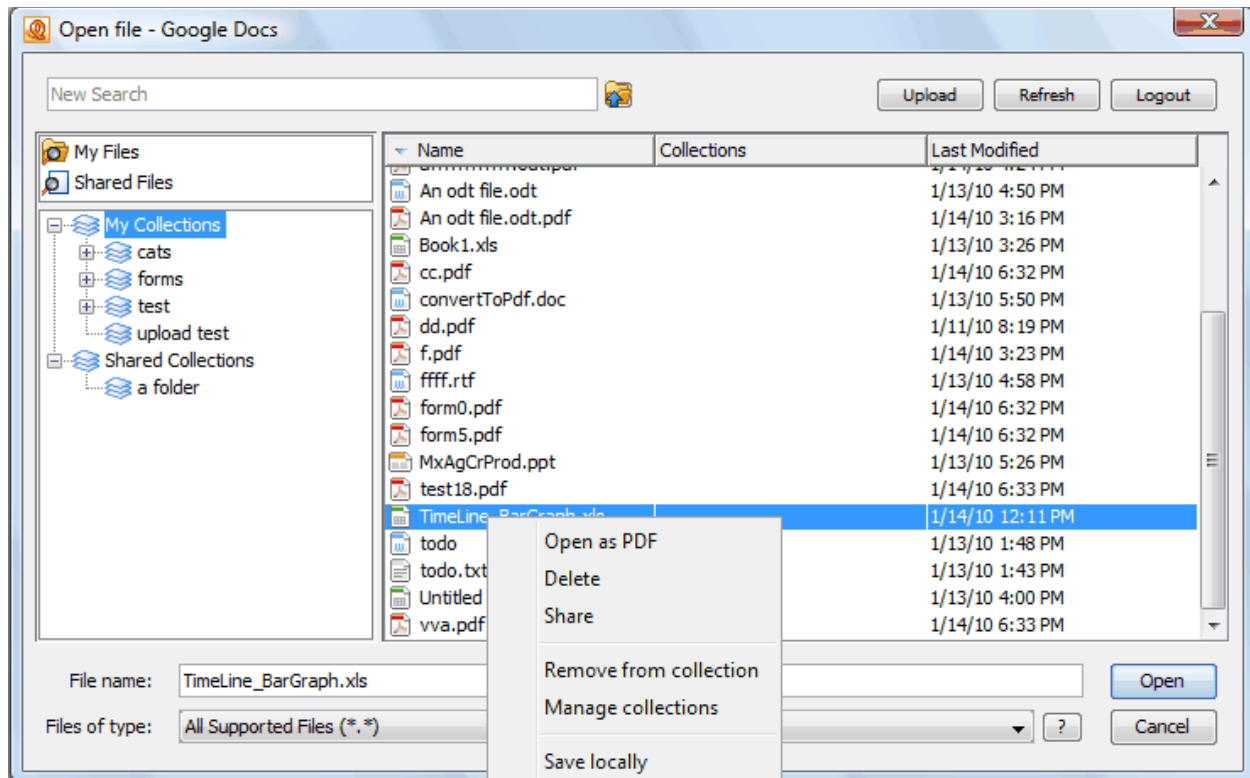 Open file - Google Docs
New Search
Upload Refresh Logout
My Files
Shared Files
My Collections
cats
forms
test
upload test
Shared Collections
a folder
Name Collections Last Modified
An odt file.odt 1/13/10 4:50 PM
An odt file.odt.pdf 1/14/10 3:16 PM
Book1.xls 1/13/10 3:26 PM
cc.pdf 1/14/10 6:32 PM
convertToPdf.doc 1/13/10 5:50 PM
dd.pdf 1/11/10 8:19 PM
f.pdf 1/14/10 3:23 PM
ffff.rtf 1/13/10 4:58 PM
form0.pdf 1/14/10 6:32 PM
form5.pdf 1/14/10 6:32 PM
MxAgCrProd.ppt 1/13/10 5:26 PM
test18.pdf 1/14/10 6:33 PM
TimeLine_BarGraph.xls 1/14/10 12:11 PM
todo 1/13/10 1:48 PM
todo.txt 1/13/10 1:43 PM
Untitled 1/13/10 4:00 PM
vva.pdf 1/14/10 6:33 PM
Open as PDF
Delete
Share
Remove from collection
Manage collections
Save locally
File name: TimeLine_BarGraph.xls Open
Files of type: All Supported Files (*.*) ? Cancel